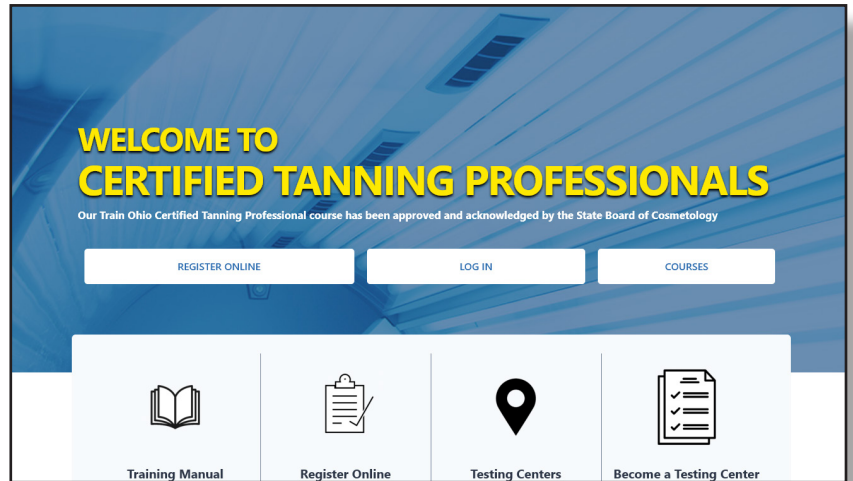 WELCOME TO
CERTIFIED TANNING PROFESSIONALS
Our Train Ohio Certified Tanning Professional course has been approved and acknowledged by the State Board of Cosmetology
REGISTER ONLINE
LOG IN
COURSES
Training Manual
Register Online
Testing Centers
Become a Testing Center